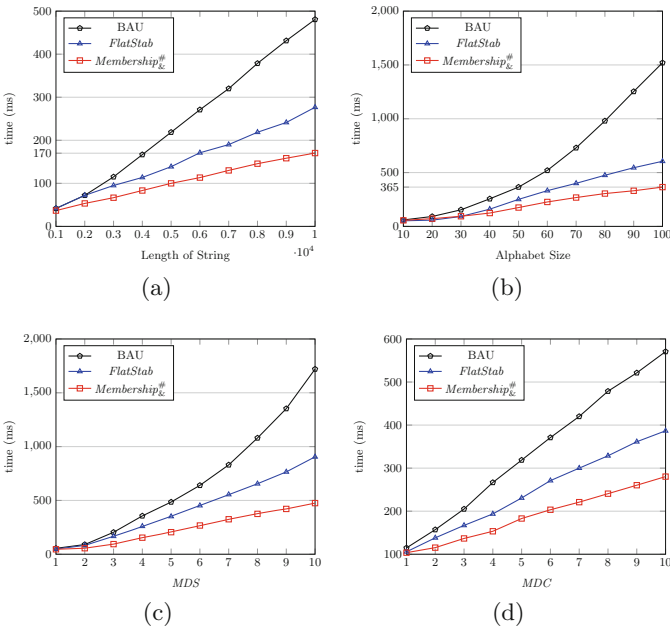 500
400
300
200
170
100
0
time (ms)
BAU
FlatStab
Membership#&
0.1 0.2 0.3 0.4 0.5 0.6 0.7 0.8 0.9 1
Length of String
·10⁴
(a)
2,000
1,500
1,000
500
365
0
time (ms)
BAU
FlatStab
Membership#&
10 20 30 40 50 60 70 80 90 100
Alphabet Size
(b)
2,000
1,500
1,000
500
0
time (ms)
BAU
FlatStab
Membership#&
1 2 3 4 5 6 7 8 9 10
MDS
(c)
600
500
400
300
200
100
time (ms)
BAU
FlatStab
Membership#&
1 2 3 4 5 6 7 8 9 10
MDC
(d)